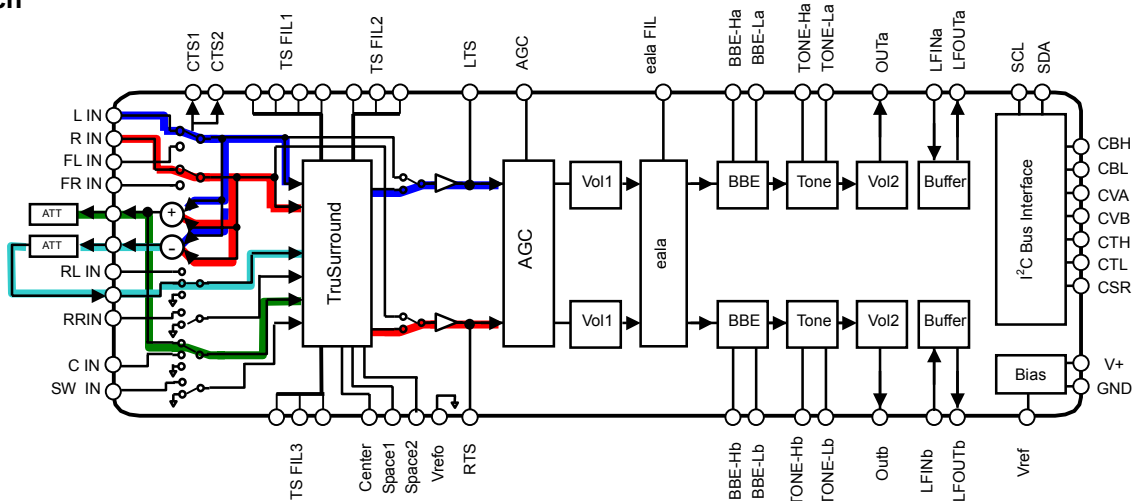 CTS1
CTS2
TS FIL1
TS FIL2
LTS
AGC
eala FIL
BBE-Ha
BBE-La
TONE-Ha
TONE-La
OUTa
LFINa
LFOUTa
SCL
SDA
L IN
R IN
FL IN
FR IN
ATT
ATT
RL IN
RRIN
C IN
SW IN
+
-
TruSurround
AGC
Vol1
eala
BBE
Tone
Vol2
Buffer
Vol1
BBE
Tone
Vol2
Buffer
I2C Bus Interface
Bias
CBH
CBL
CVA
CVB
CTH
CTL
CSR
V+
GND
TS FIL3
Center
Space1
Space2
Vrefo
RTS
BBE-Hb
BBE-Lb
TONE-Hb
TONE-Lb
Outb
LFINb
LFOUTb
Vref